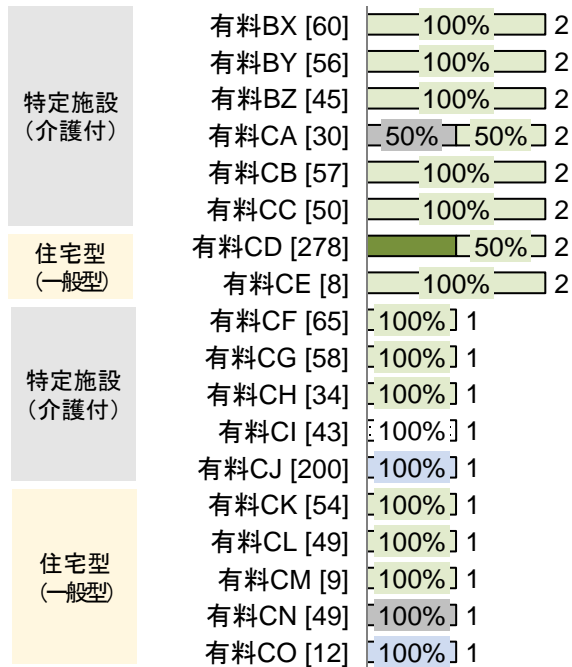 特定施設
（介護付）
有料BX [60] 100% 2
有料BY [56] 100% 2
有料BZ [45] 100% 2
有料CA [30] 50% 50% 2
有料CB [57] 100% 2
有料CC [50] 100% 2
住宅型
（一般型）
有料CD [278] 50% 2
有料CE [8] 100% 2
特定施設
（介護付）
有料CF [65] 100% 1
有料CG [58] 100% 1
有料CH [34] 100% 1
有料CI [43] 100% 1
有料CJ [200] 100% 1
住宅型
（一般型）
有料CK [54] 100% 1
有料CL [49] 100% 1
有料CM [9] 100% 1
有料CN [49] 100% 1
有料CO [12] 100% 1